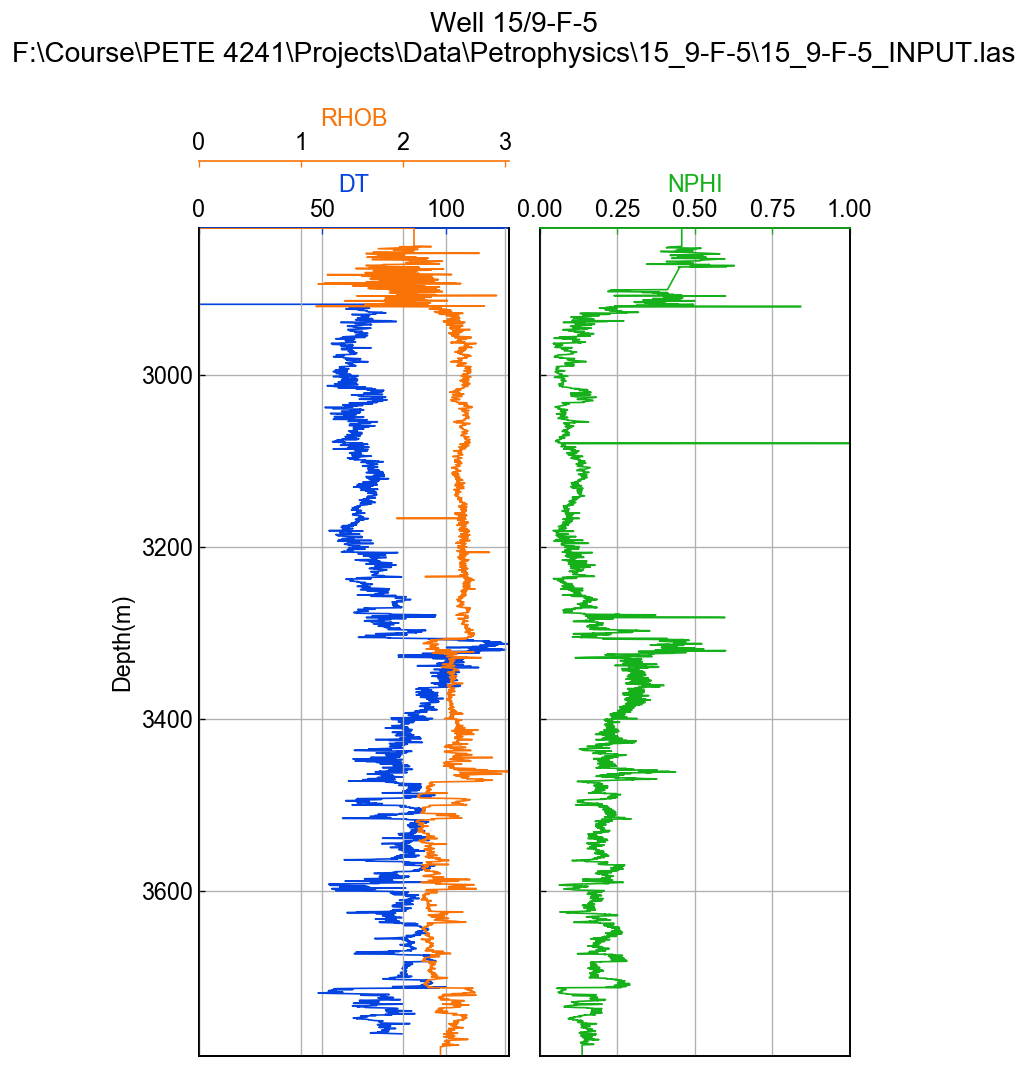 Well 15/9-F-5
F:\Course\PETE 4241\Projects\Data\Petrophysics\15_9-F-5\15_9-F-5_INPUT.las
RHOB
0 1 2 3
DT NPHI
0 50 100 0.00 0.25 0.50 0.75 1.00
3000
3200
Depth(m)
3400
3600